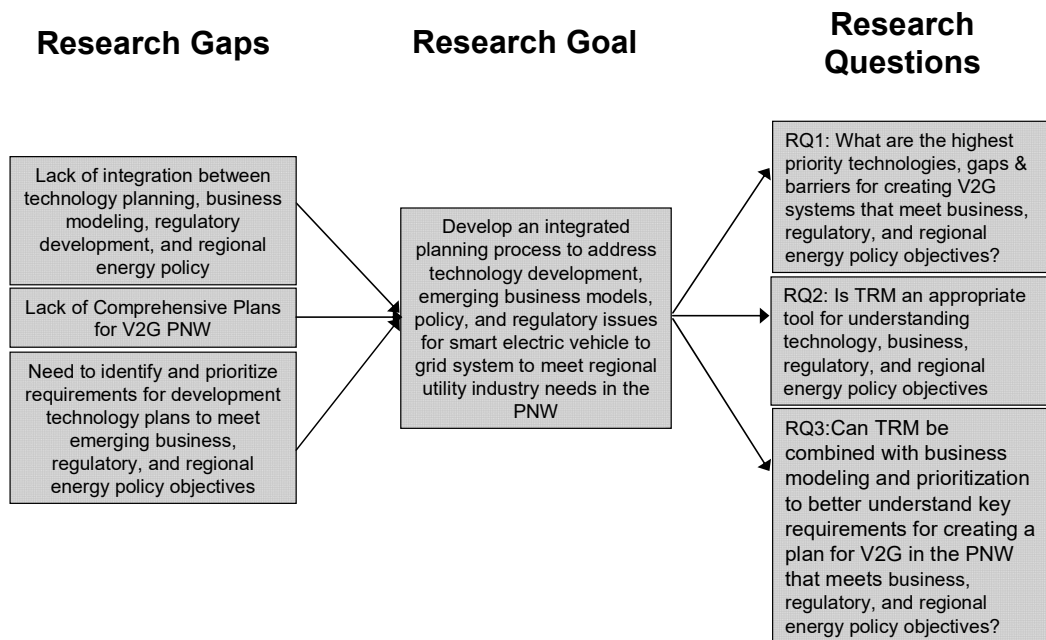 Research Gaps
Research Goal
Research
Questions
Lack of integration between
technology planning, business
modeling, regulatory
development, and regional
energy policy
Lack of Comprehensive Plans
for V2G PNW
Need to identify and prioritize
requirements for development
technology plans to meet
emerging business,
regulatory, and regional
energy policy objectives
Develop an integrated
planning process to address
technology development,
emerging business models,
policy, and regulatory issues
for smart electric vehicle to
grid system to meet regional
utility industry needs in the
PNW
RQ1: What are the highest
priority technologies, gaps &
barriers for creating V2G
systems that meet business,
regulatory, and regional
energy policy objectives?
RQ2: Is TRM an appropriate
tool for understanding
technology, business,
regulatory, and regional
energy policy objectives
RQ3:Can TRM be
combined with business
modeling and prioritization
to better understand key
requirements for creating a
plan for V2G in the PNW
that meets business,
regulatory, and regional
energy policy objectives?